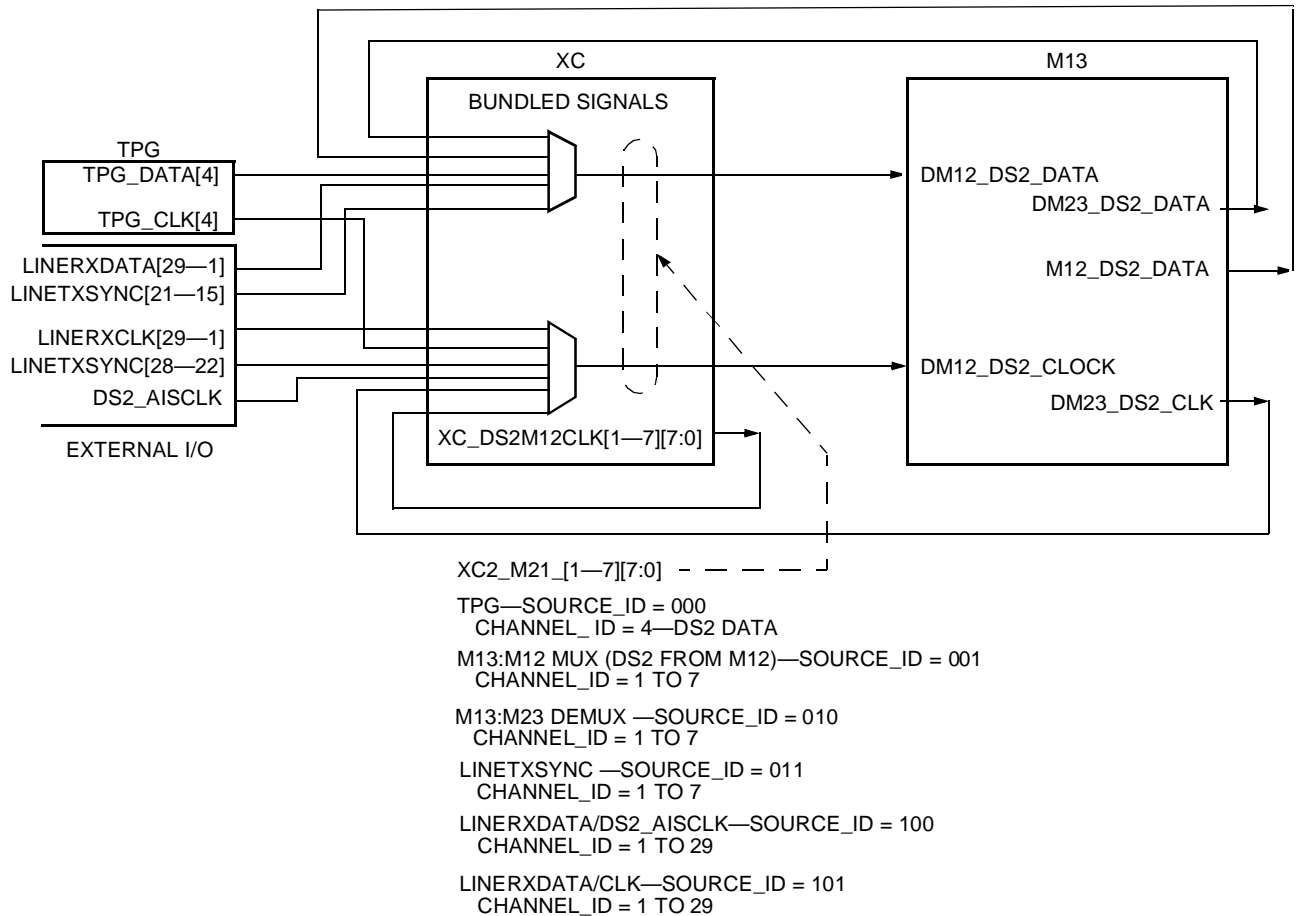 XC
M13
BUNDLED SIGNALS
TPG
TPG_DATA[4]
TPG_CLK[4]
DM12_DS2_DATA
DM23_DS2_DATA
LINERXDATA[29—1]
LINETXSYNC[21—15]
M12_DS2_DATA
LINERXCLK[29—1]
LINETXSYNC[28—22]
DS2_AISCLK
DM12_DS2_CLOCK
DM23_DS2_CLK
XC_DS2M12CLK[1—7][7:0]
EXTERNAL I/O
XC2_M21_[1—7][7:0]
TPG—SOURCE_ID = 000
CHANNEL_ ID = 4—DS2 DATA
M13:M12 MUX (DS2 FROM M12)—SOURCE_ID = 001
CHANNEL_ID = 1 TO 7
M13:M23 DEMUX —SOURCE_ID = 010
CHANNEL_ID = 1 TO 7
LINETXSYNC —SOURCE_ID = 011
CHANNEL_ID = 1 TO 7
LINERXDATA/DS2_AISCLK—SOURCE_ID = 100
CHANNEL_ID = 1 TO 29
LINERXDATA/CLK—SOURCE_ID = 101
CHANNEL_ID = 1 TO 29